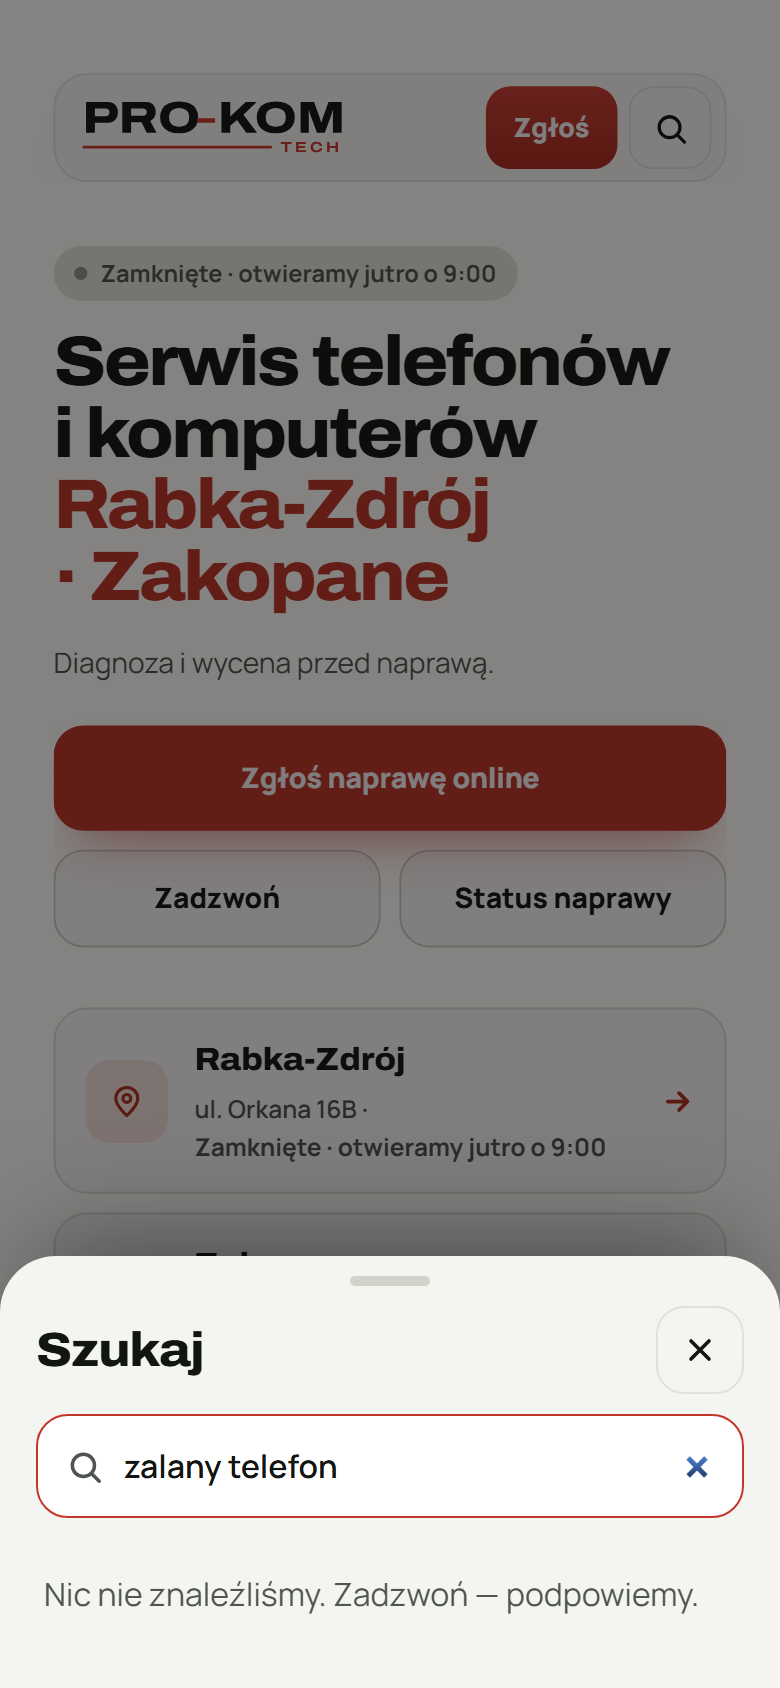 PRO-KOM
TECH
Zgłoś
Zamknięte · otwieramy jutro o 9:00
Serwis telefonów
i komputerów
Rabka-Zdrój
· Zakopane
Diagnoza i wycena przed naprawą.
Zgłoś naprawę online
Zadzwoń
Status naprawy
Rabka-Zdrój
ul. Orkana 16B ·
Zamknięte · otwieramy jutro o 9:00
Szukaj
zalany telefon
Nic nie znaleźliśmy. Zadzwoń — podpowiemy.